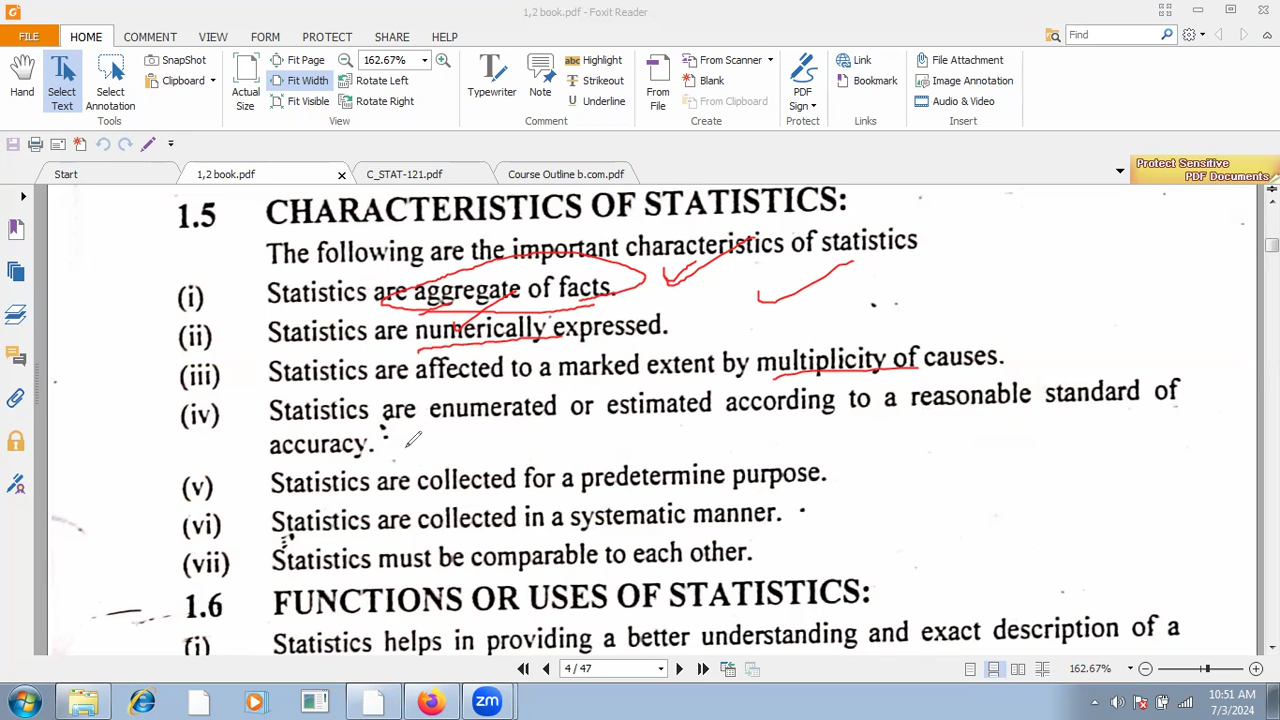 1,2 book.pdf - Foxit Reader
FILE HOME COMMENT VIEW FORM PROTECT SHARE HELP
Find
SnapShot Fit Page 162.67% Highlight From Scanner Link File Attachment
Clipboard Fit Width Rotate Left Strikeout Blank Bookmark Image Annotation
Fit Visible Rotate Right Underline From Clipboard Audio & Video
Hand Select Text Select Annotation Actual Size Typewriter Note From File PDF Sign
Tools View Comment Create Protect Links Insert
Start 1,2 book.pdf C_STAT-121.pdf Course Outline b.com.pdf
Protect Sensitive
PDF Documents
1.5 CHARACTERISTICS OF STATISTICS:
The following are the important characteristics of statistics
(i) Statistics are aggregate of facts.
(ii) Statistics are numerically expressed.
(iii) Statistics are affected to a marked extent by multiplicity of causes.
(iv) Statistics are enumerated or estimated according to a reasonable standard of
accuracy.
(v) Statistics are collected for a predetermine purpose.
(vi) Statistics are collected in a systematic manner.
(vii) Statistics must be comparable to each other.
1.6 FUNCTIONS OR USES OF STATISTICS:
(i) Statistics helps in providing a better understanding and exact description of a
4 / 47
162.67%
zm
10:51 AM
7/3/2024